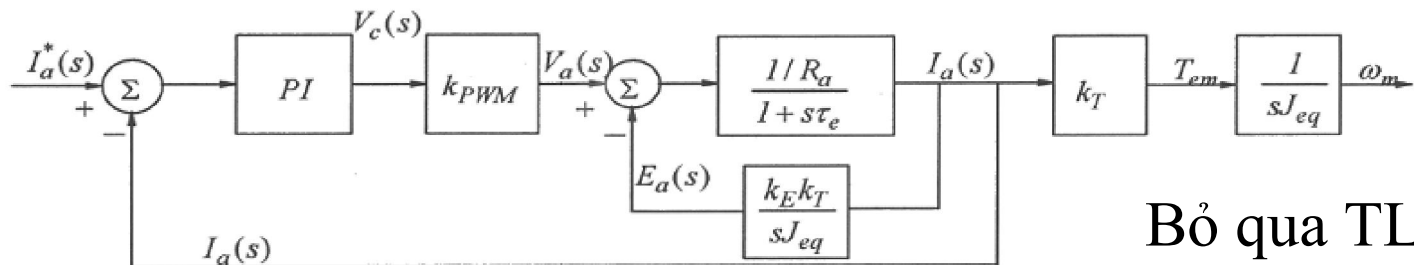 I*a(s)
+
−
Σ
PI
Vc(s)
kPWM
Va(s)
+
−
Σ
1/Ra
1+sτe
Ia(s)
kT
Tem
1
sJeq
ωm
Ea(s)
kEkT
sJeq
Ia(s)
Bỏ qua TL